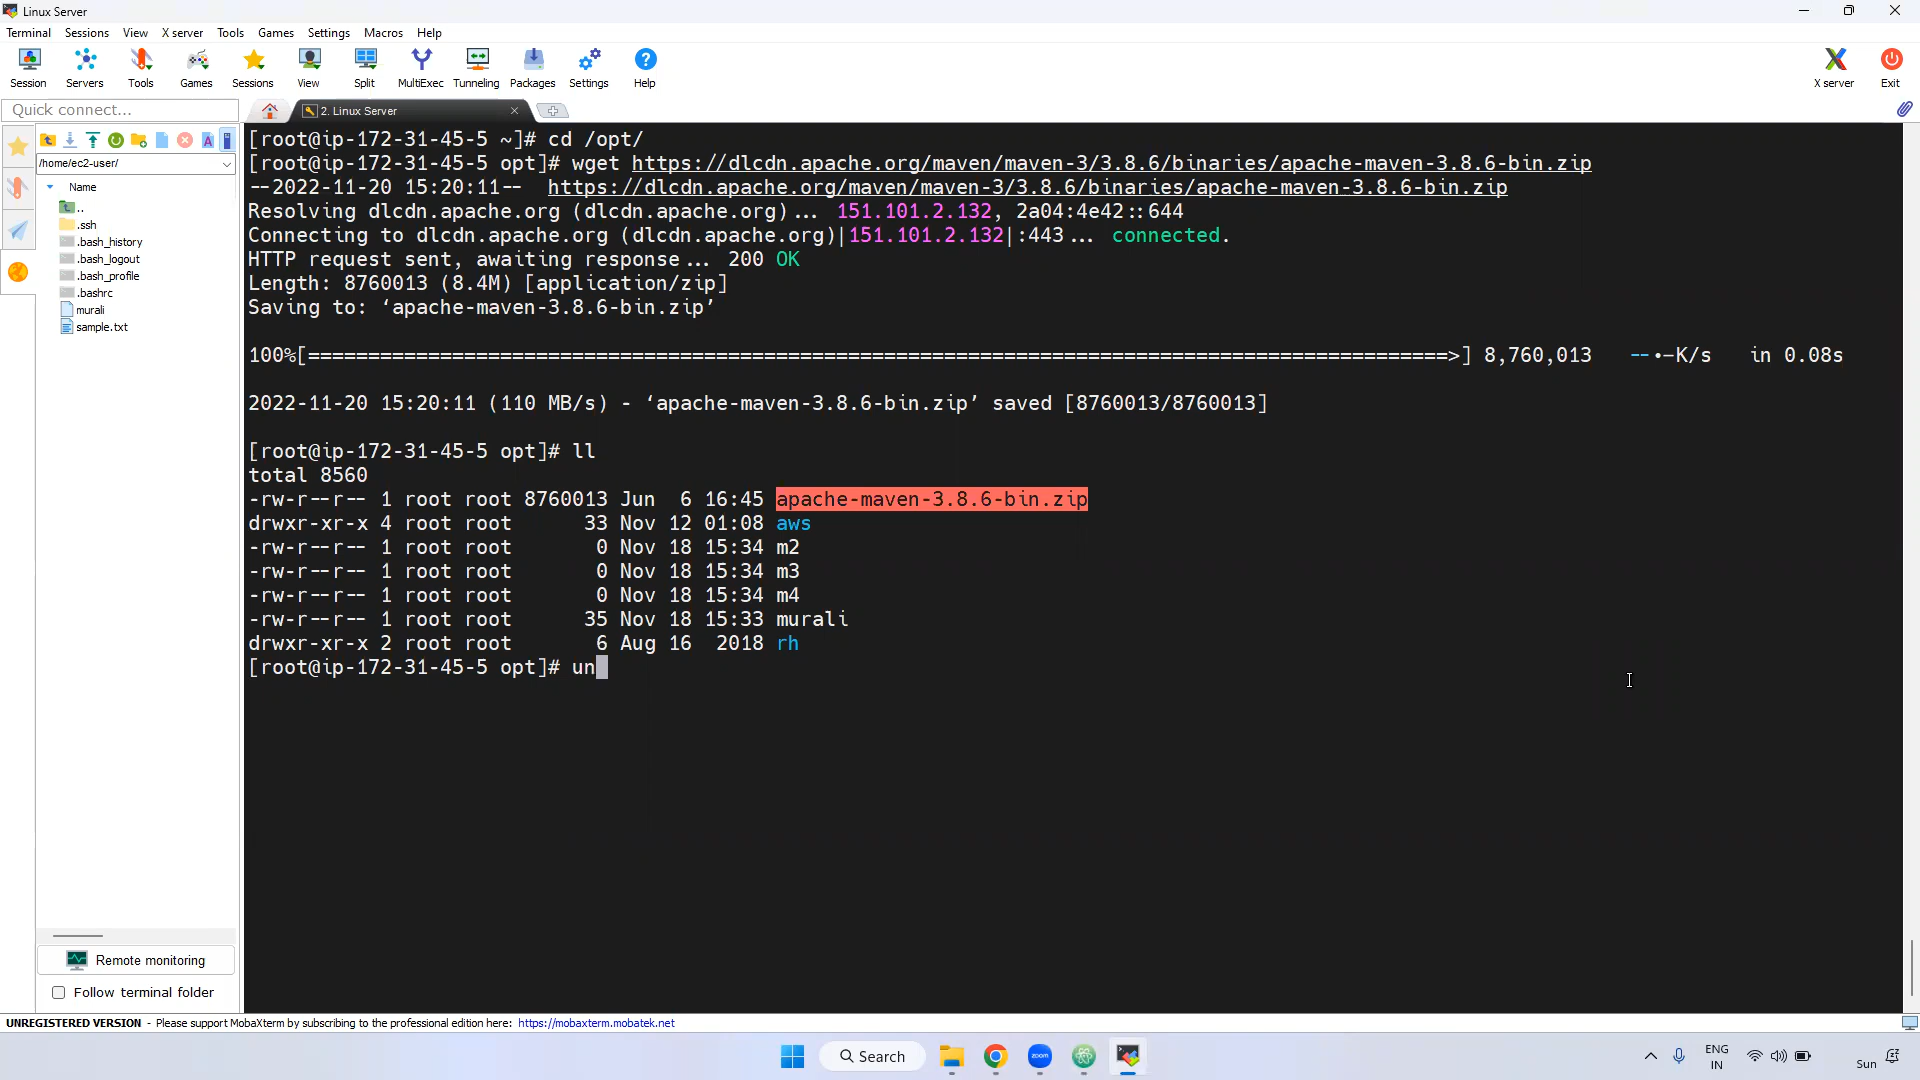 Linux Server
Terminal Sessions View X server Tools Games Settings Macros Help
Session Servers Tools Games Sessions View Split MultiExec Tunneling Packages Settings Help X server Exit
Quick connect...
2. Linux Server
/home/ec2-user/
Name
..
.ssh
.bash_history
.bash_logout
.bash_profile
.bashrc
murali
sample.txt
[root@ip-172-31-45-5 ~]# cd /opt/
[root@ip-172-31-45-5 opt]# wget https://dlcdn.apache.org/maven/maven-3/3.8.6/binaries/apache-maven-3.8.6-bin.zip
--2022-11-20 15:20:11-- https://dlcdn.apache.org/maven/maven-3/3.8.6/binaries/apache-maven-3.8.6-bin.zip
Resolving dlcdn.apache.org (dlcdn.apache.org)... 151.101.2.132, 2a04:4e42::644
Connecting to dlcdn.apache.org (dlcdn.apache.org)|151.101.2.132|:443... connected.
HTTP request sent, awaiting response... 200 OK
Length: 8760013 (8.4M) [application/zip]
Saving to: ‘apache-maven-3.8.6-bin.zip’
100%[===============================================================================================>] 8,760,013 --•–K/s in 0.08s
2022-11-20 15:20:11 (110 MB/s) - ‘apache-maven-3.8.6-bin.zip’ saved [8760013/8760013]
[root@ip-172-31-45-5 opt]# ll
total 8560
-rw-r--r-- 1 root root 8760013 Jun 6 16:45 apache-maven-3.8.6-bin.zip
drwxr-xr-x 4 root root 33 Nov 12 01:08 aws
-rw-r--r-- 1 root root 0 Nov 18 15:34 m2
-rw-r--r-- 1 root root 0 Nov 18 15:34 m3
-rw-r--r-- 1 root root 0 Nov 18 15:34 m4
-rw-r--r-- 1 root root 35 Nov 18 15:33 murali
drwxr-xr-x 2 root root 6 Aug 16 2018 rh
[root@ip-172-31-45-5 opt]# un
Remote monitoring
Follow terminal folder
UNREGISTERED VERSION - Please support MobaXterm by subscribing to the professional edition here: https://mobaxterm.mobatek.net
Search
zoom
ENG
IN
Sun